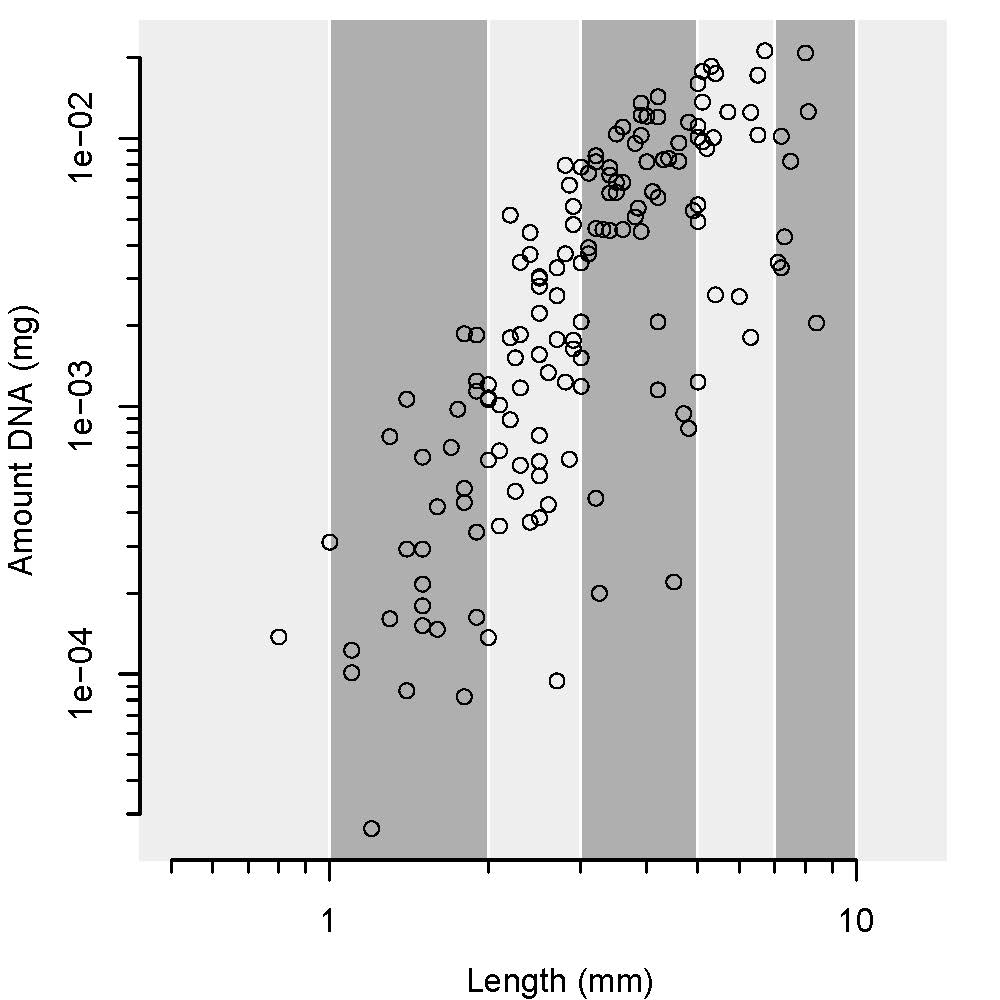 Amount DNA (mg)
1e−02
1e−03
1e−04
1
10
Length (mm)